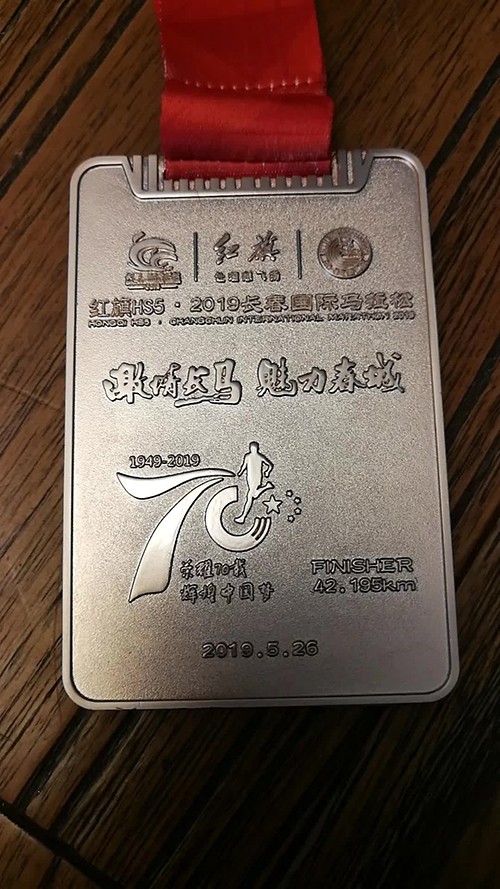 红旗
红旗HS5·2019长春国际马拉松
HONGQI HS5 · CHANGCHUN INTERNATIONAL MARATHON 2019
激情长马 魅力春城
1949-2019
70
荣耀70载
辉煌中国梦
FINISHER
42.195km
2019.5.26